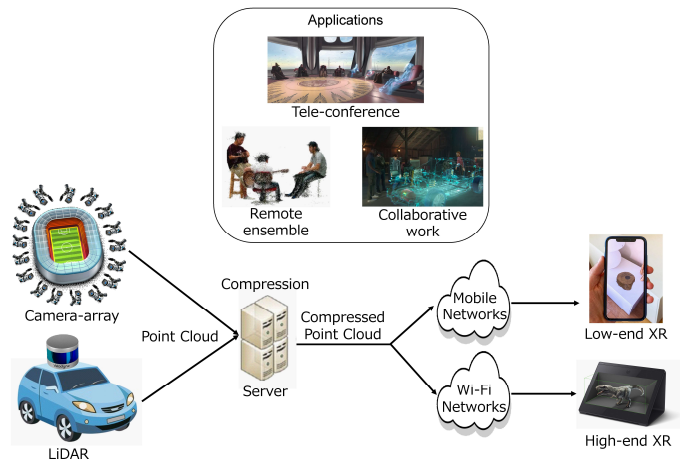 Applications
Tele-conference
Remote
ensemble
Collaborative
work
Camera-array
Point Cloud
LiDAR
Compression
Server
Compressed
Point Cloud
Mobile
Networks
Wi-Fi
Networks
Low-end XR
High-end XR